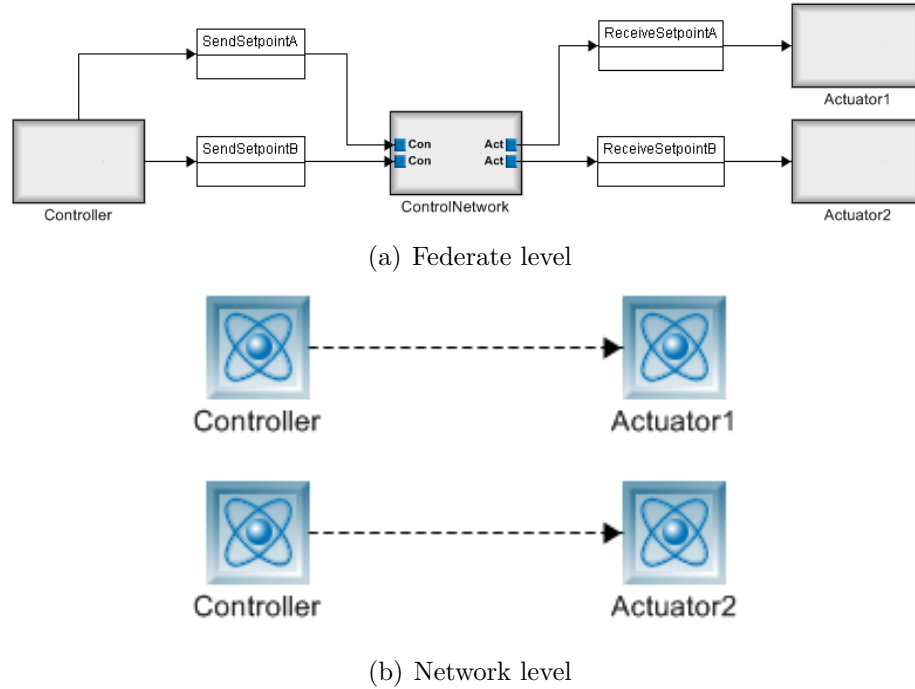 SendSetpointA
ReceiveSetpointA
Actuator1
Con
Act
SendSetpointB
Con
Act
ReceiveSetpointB
Controller
ControlNetwork
Actuator2
(a) Federate level
Controller
Actuator1
Controller
Actuator2
(b) Network level